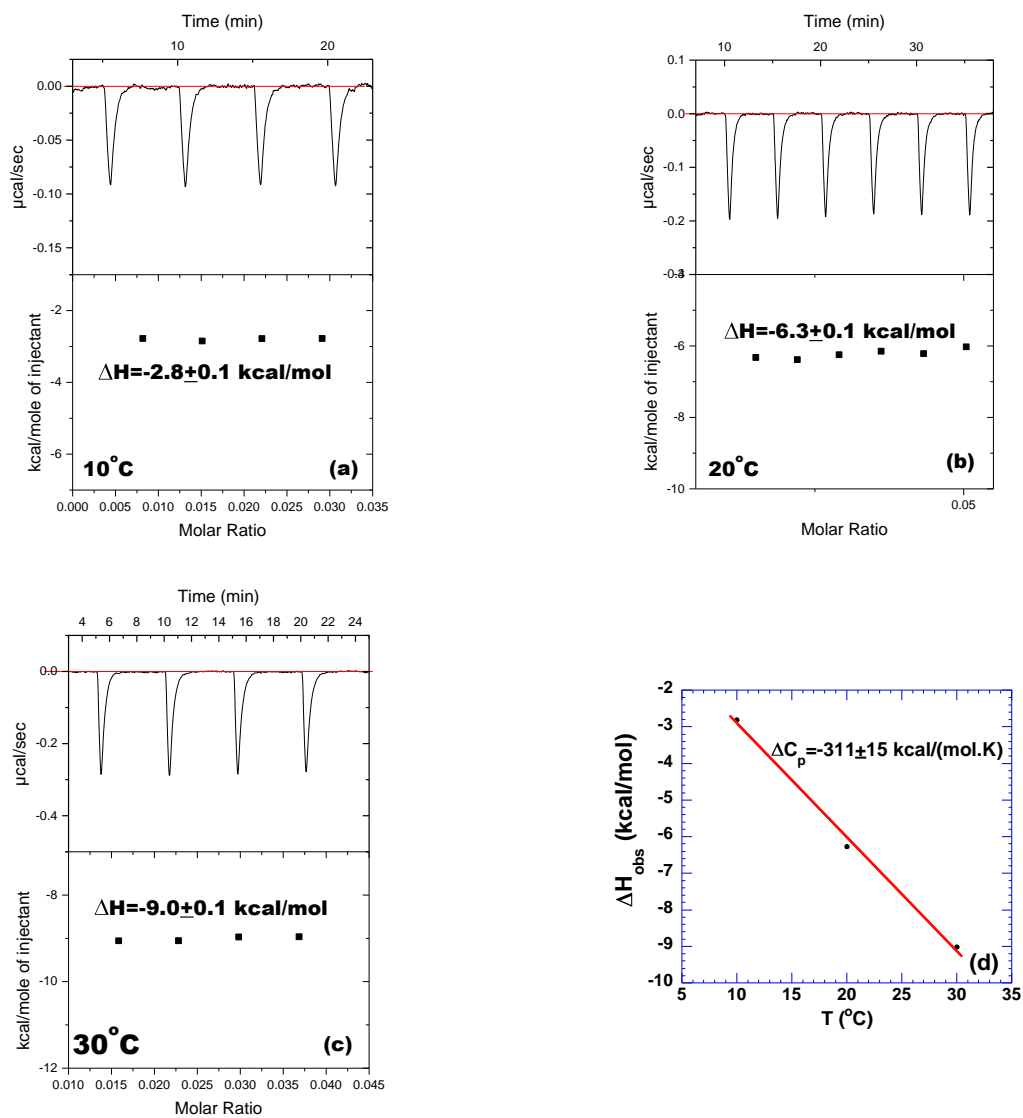 Time (min)
10 20
0.00
-0.05
-0.10
-0.15
µcal/sec
-2
-4
-6
kcal/mole of injectant
ΔH=-2.8±0.1 kcal/mol
10°C (a)
0.000 0.005 0.010 0.015 0.020 0.025 0.030 0.035
Molar Ratio
Time (min)
10 20 30
0.1
0.0
-0.1
-0.2
µcal/sec
-6
-8
-10
kcal/mole of injectant
ΔH=-6.3±0.1 kcal/mol
20°C (b)
0.05
Molar Ratio
Time (min)
4 6 8 10 12 14 16 18 20 22 24
0.0
-0.2
-0.4
µcal/sec
-8
-10
-12
kcal/mole of injectant
ΔH=-9.0±0.1 kcal/mol
30°C (c)
0.010 0.015 0.020 0.025 0.030 0.035 0.040 0.045
Molar Ratio
-2
-3
-4
-5
-6
-7
-8
-9
-10
ΔHobs (kcal/mol)
ΔCp=-311±15 kcal/(mol.K)
(d)
5 10 15 20 25 30 35
T (°C)